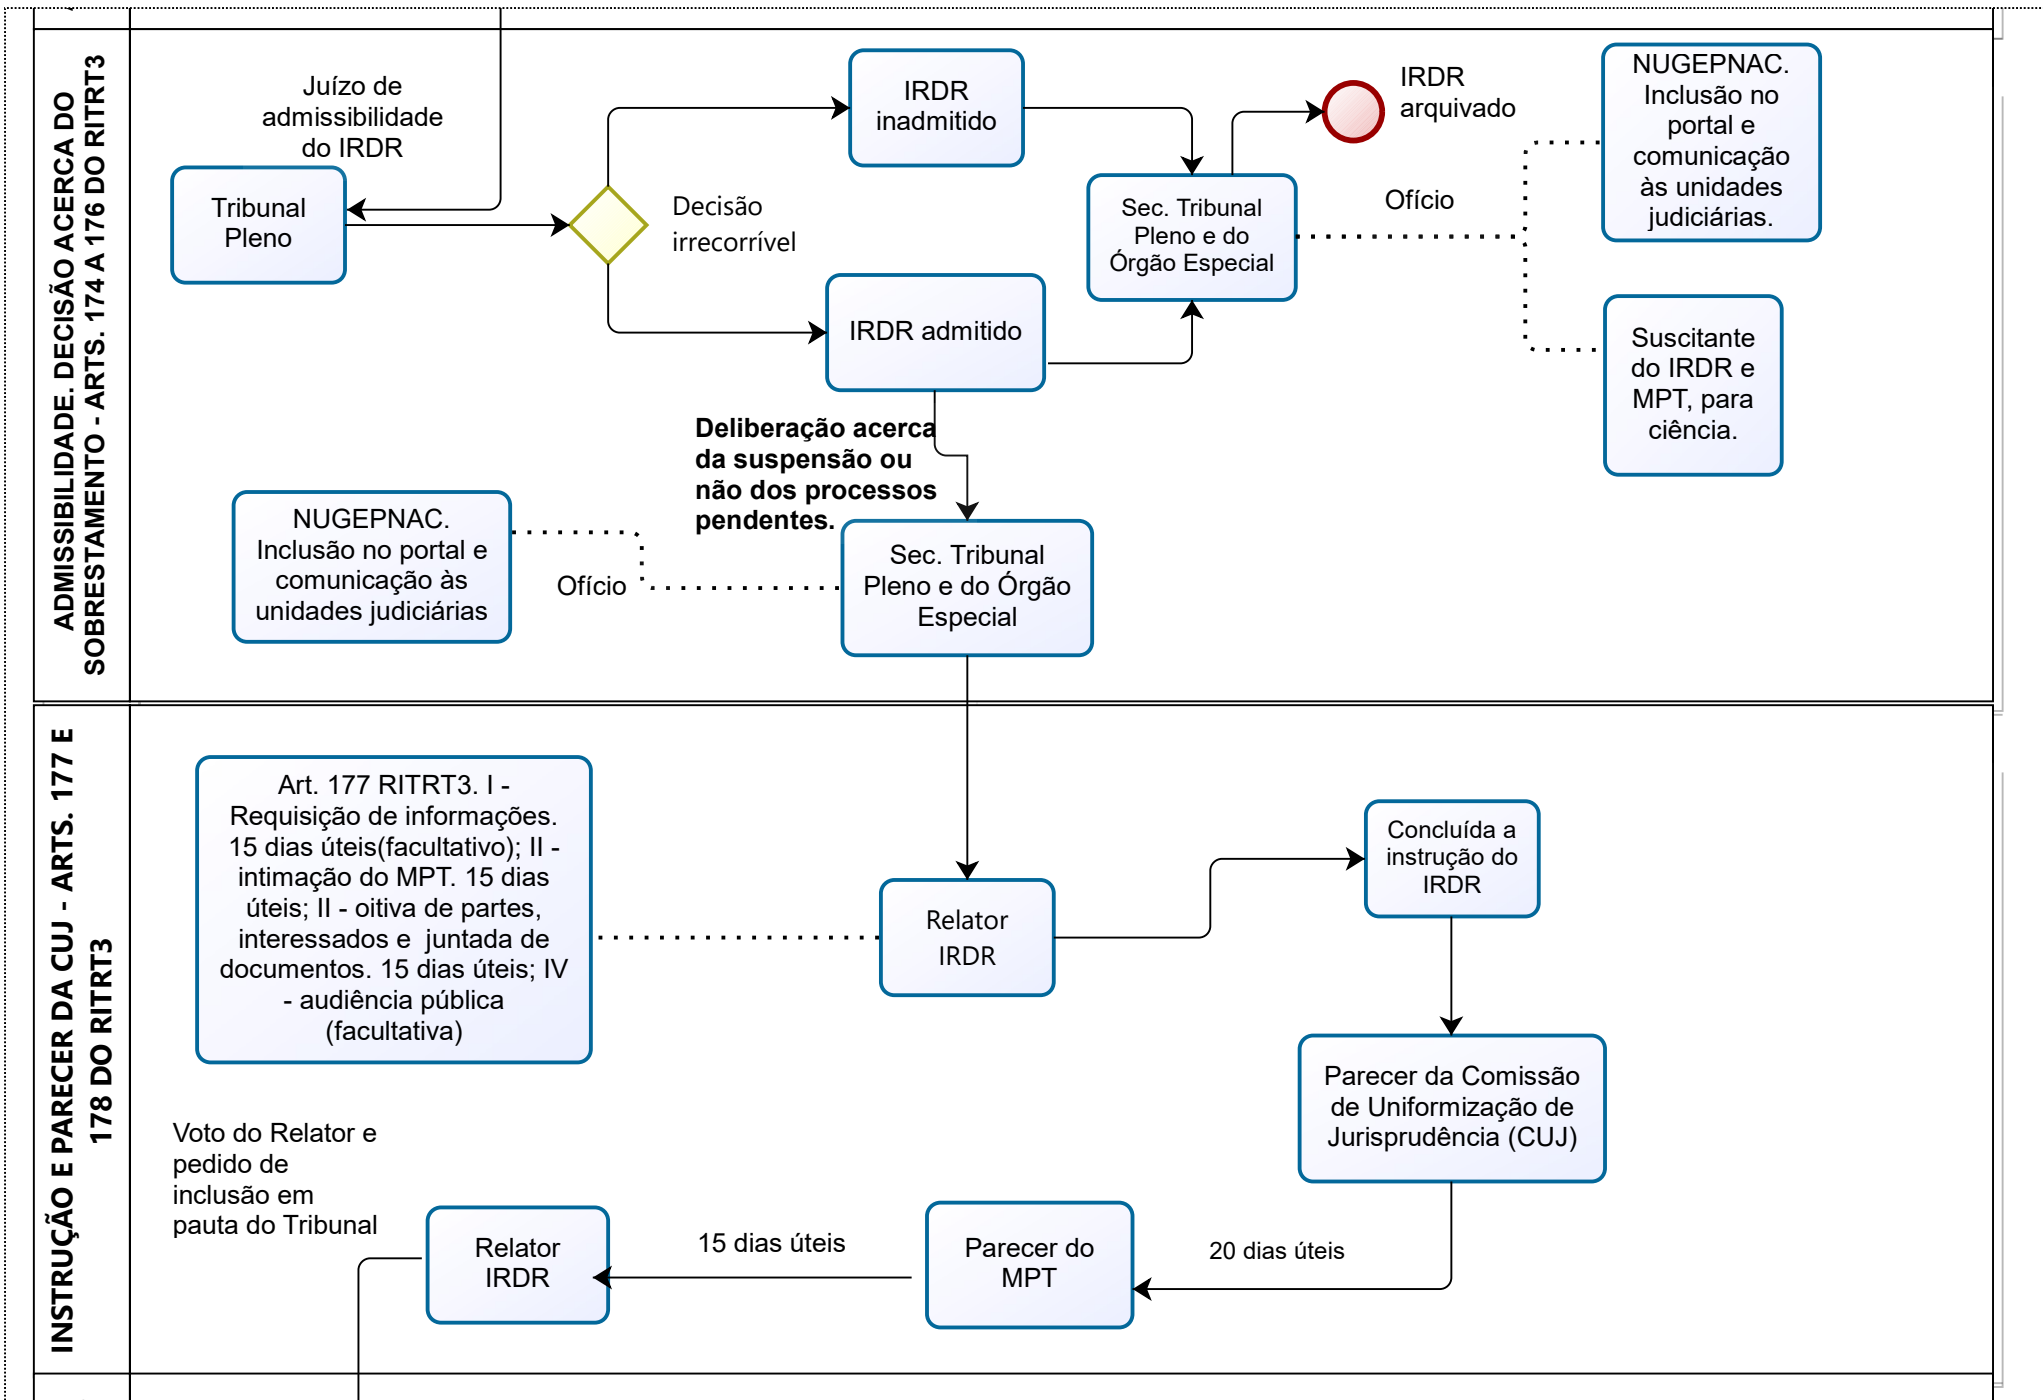 ADMISSIBILIDADE. DECISÃO ACERCA DO
SOBRESTAMENTO - ARTS. 174 A 176 DO RITRT3
Juízo de
admissibilidade
do IRDR
Tribunal
Pleno
Decisão
irrecorrível
IRDR
inadmitido
IRDR admitido
Sec. Tribunal
Pleno e do
Órgão Especial
IRDR
arquivado
Ofício
NUGEPNAC.
Inclusão no
portal e
comunicação
às unidades
judiciárias.
Suscitante
do IRDR e
MPT, para
ciência.
Deliberação acerca
da suspensão ou
não dos processos
pendentes.
NUGEPNAC.
Inclusão no portal e
comunicação às
unidades judiciárias
Ofício
Sec. Tribunal
Pleno e do Órgão
Especial
INSTRUÇÃO E PARECER DA CUJ - ARTS. 177 E
178 DO RITRT3
Art. 177 RITRT3. I -
Requisição de informações.
15 dias úteis(facultativo); II -
intimação do MPT. 15 dias
úteis; II - oitiva de partes,
interessados e  juntada de
documentos. 15 dias úteis; IV
- audiência pública
(facultativa)
Relator
IRDR
Concluída a
instrução do
IRDR
Parecer da Comissão
de Uniformização de
Jurisprudência (CUJ)
20 dias úteis
Parecer do
MPT
15 dias úteis
Relator
IRDR
Voto do Relator e
pedido de
inclusão em
pauta do Tribunal